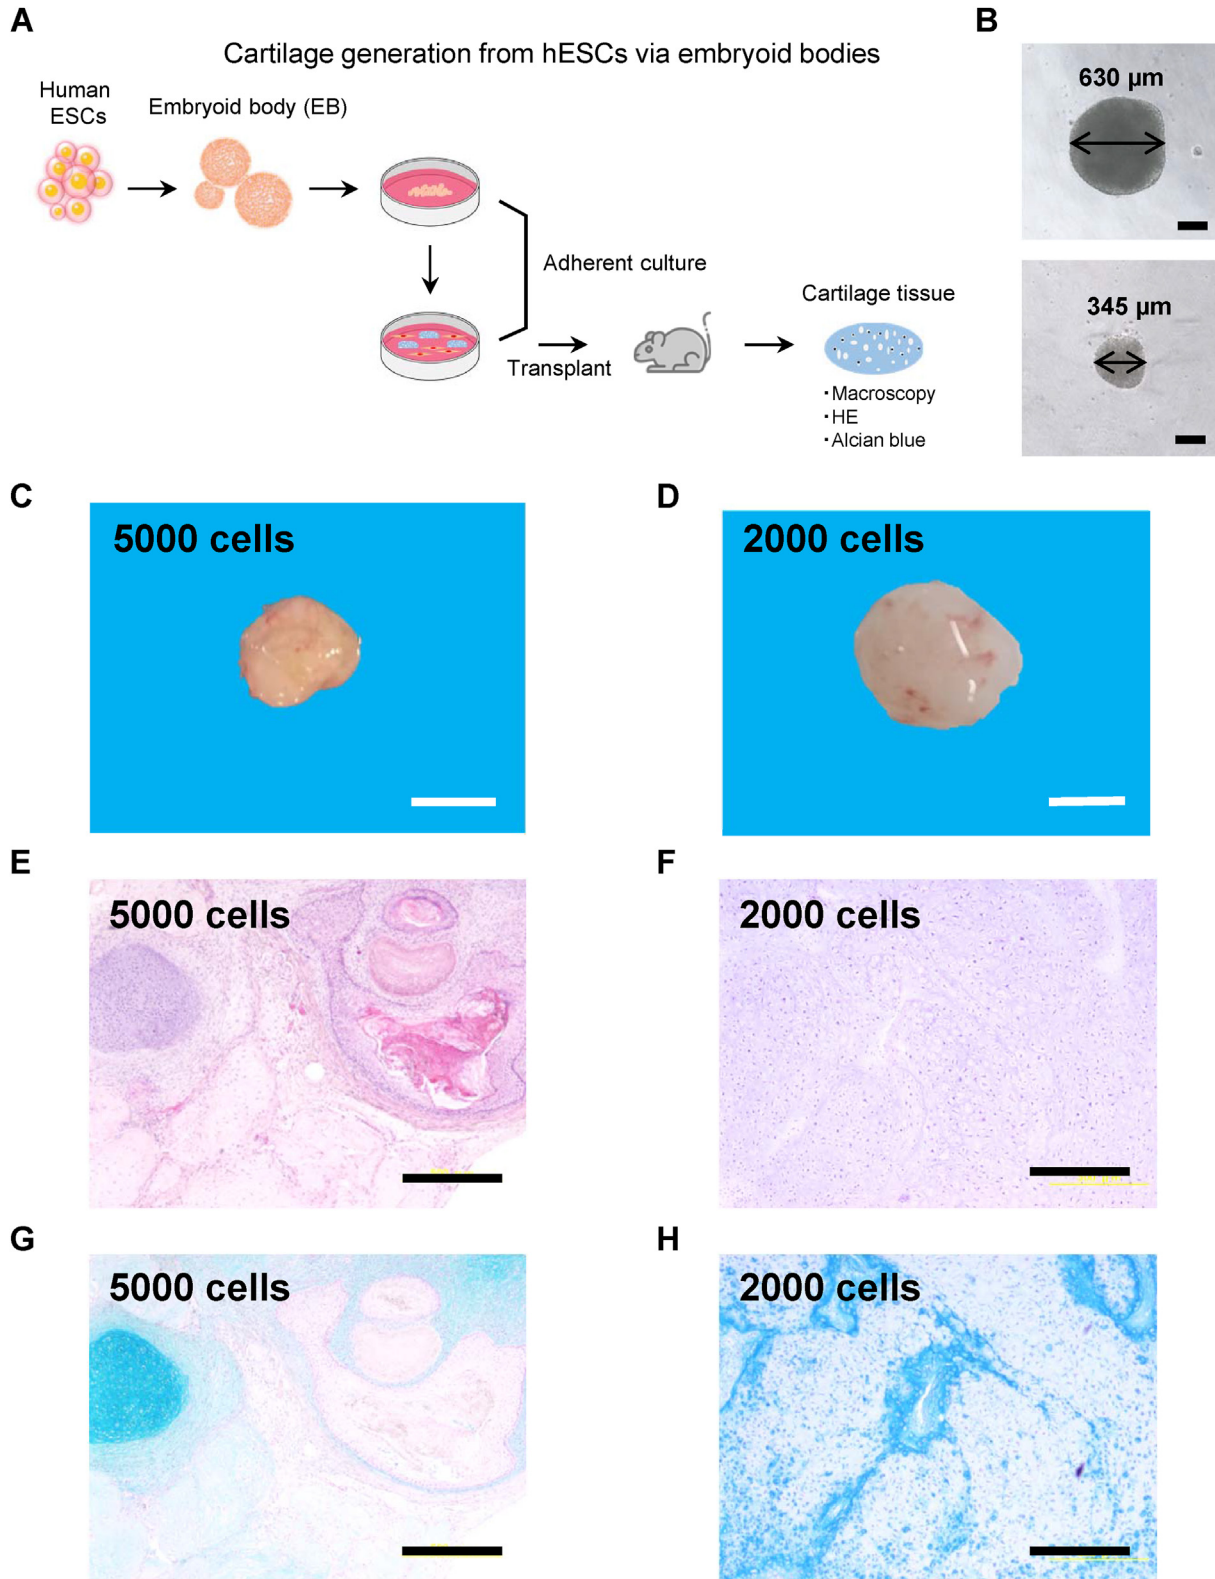 A
Cartilage generation from hESCs via embryoid bodies
Human
ESCs
Embryoid body (EB)
Adherent culture
Transplant
Cartilage tissue
・Macroscopy
・HE
・Alcian blue
B
630 µm
345 µm
C
5000 cells
D
2000 cells
E
5000 cells
F
2000 cells
G
5000 cells
H
2000 cells